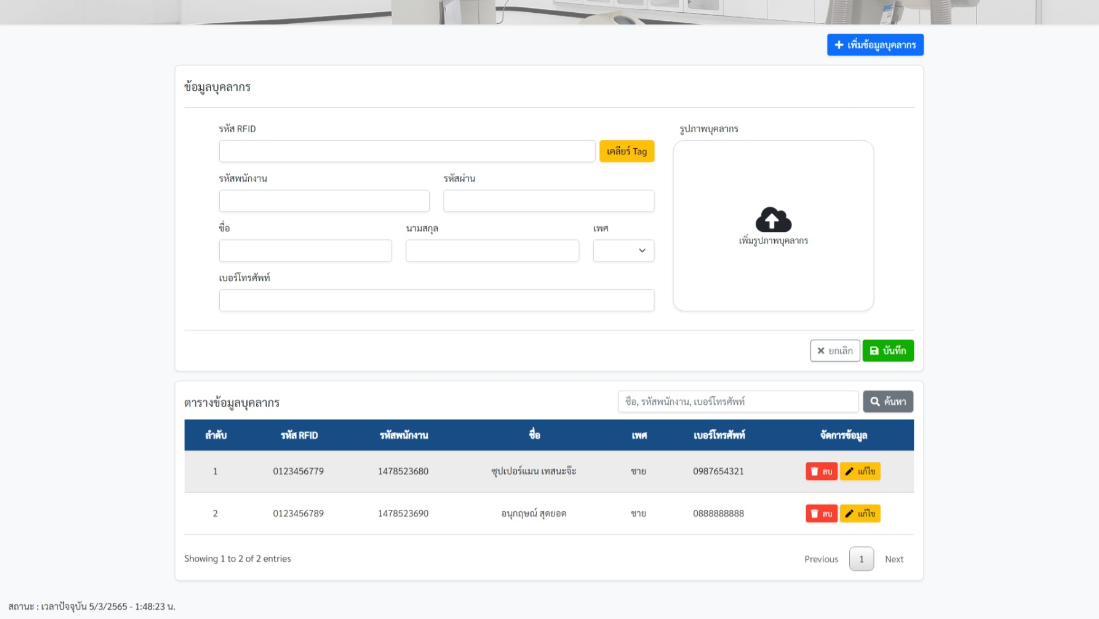 เพิ่มข้อมูลบุคลากร
ข้อมูลบุคลากร
รหัส RFID
รูปภาพบุคลากร
เคลียร์ Tag
รหัสพนักงาน รหัสผ่าน
ชื่อ นามสกุล เพศ
เพิ่มรูปภาพบุคลากร
เบอร์โทรศัพท์
ยกเลิก บันทึก
ตารางข้อมูลบุคลากร ชื่อ, รหัสพนักงาน, เบอร์โทรศัพท์ ค้นหา
ลำดับ รหัส RFID รหัสพนักงาน ชื่อ เพศ เบอร์โทรศัพท์ จัดการข้อมูล
1 0123456779 1478523680 ซุปเปอร์แมน เทสนะจ๊ะ ชาย 0987654321 ลบ แก้ไข
2 0123456789 1478523690 อนุกฤษณ์ สุดยอด ชาย 0888888888 ลบ แก้ไข
Showing 1 to 2 of 2 entries Previous 1 Next
สถานะ : เวลาปัจจุบัน 5/3/2565 - 1:48:23 น.